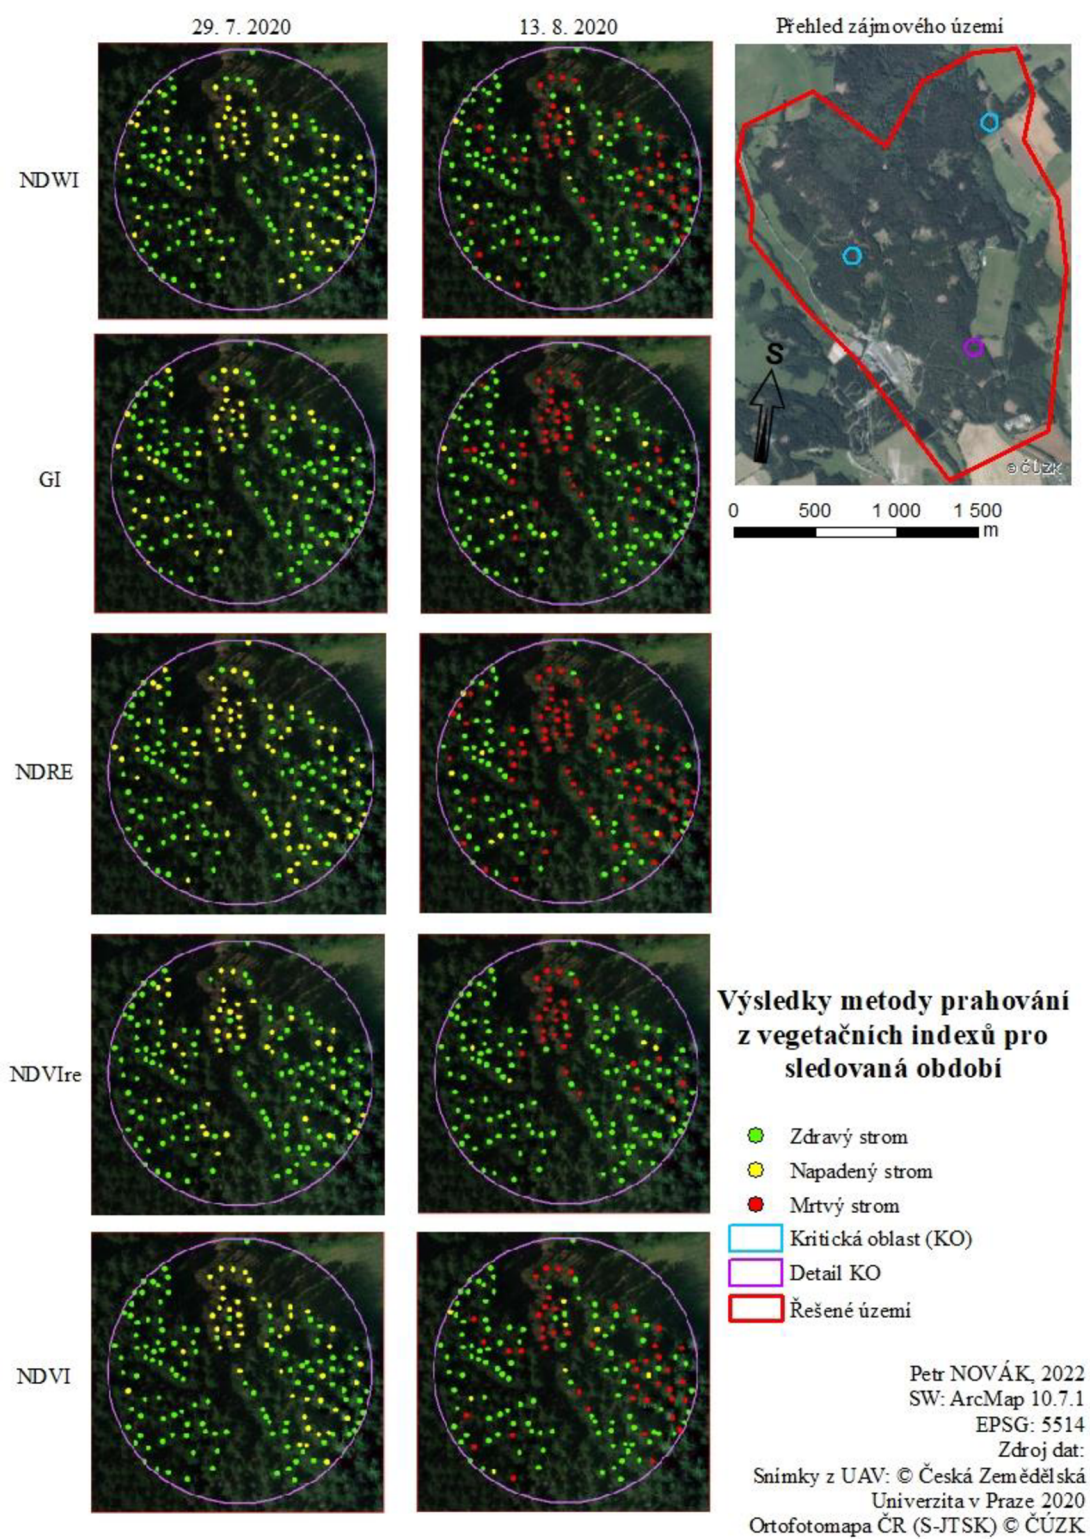 29. 7. 2020
13. 8. 2020
Přehled zájmového území
NDWI
GI
NDRE
NDVIre
NDVI
S
© ČÚZK
0 500 1 000 1 500
m
Výsledky metody prahování
z vegetačních indexů pro
sledovaná období
Zdravý strom
Napadený strom
Mrtvý strom
Kritická oblast (KO)
Detail KO
Řešené území
Petr NOVÁK, 2022
SW: ArcMap 10.7.1
EPSG: 5514
Zdroj dat:
Snímky z UAV: © Česká Zemědělská
Univerzita v Praze 2020
Ortofotomapa ČR (S-JTSK) © ČÚZK